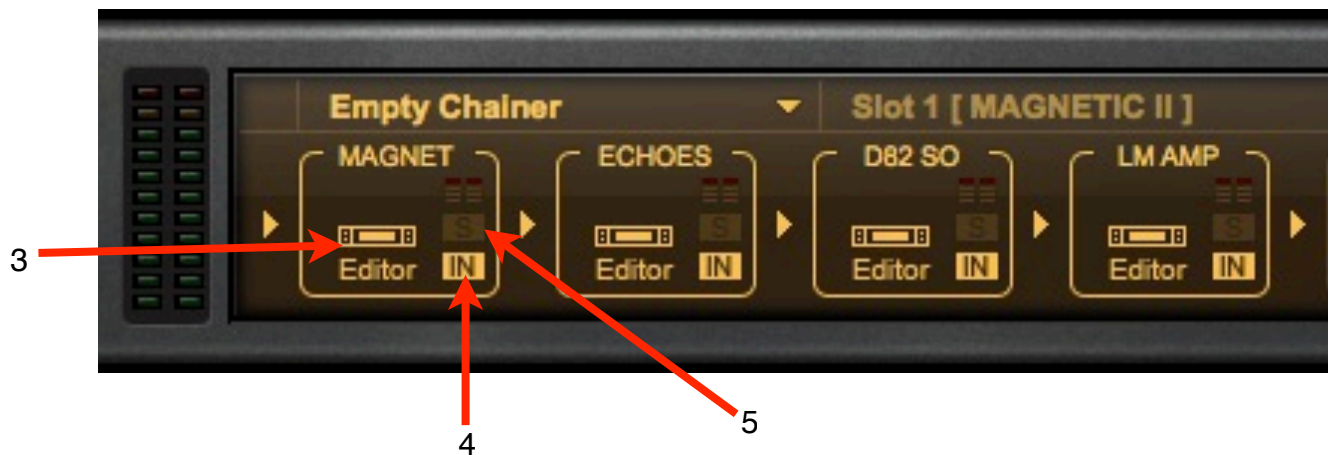 Empty Chainer Slot 1 [ MAGNETIC II ]
MAGNET ECHOES D82 SO LM AMP
S S S S
Editor IN Editor IN Editor IN Editor IN
3
4
5